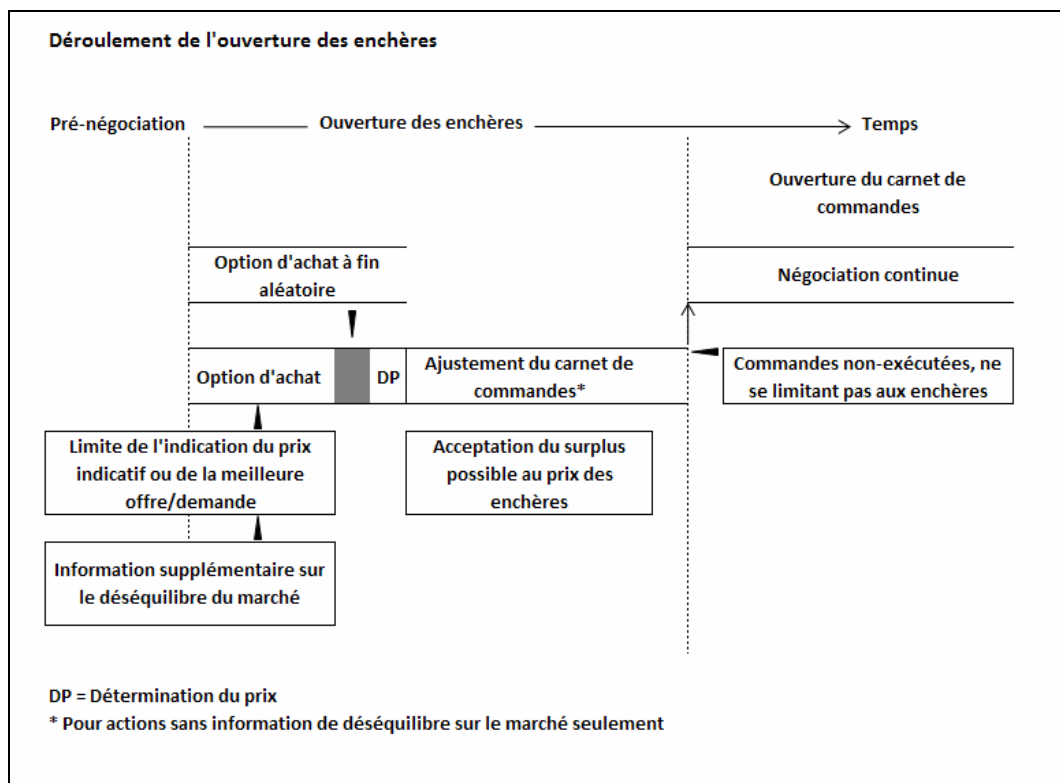 Déroulement de l'ouverture des enchères
Pré-négociation
Ouverture des enchères
Temps
Ouverture du carnet de
commandes
Option d'achat à fin
aléatoire
Négociation continue
Option d'achat
DP
Ajustement du carnet de
commandes*
Commandes non-exécutées, ne
se limitant pas aux enchères
Limite de l'indication du prix
indicatif ou de la meilleure
offre/demande
Acceptation du surplus
possible au prix des
enchères
Information supplémentaire sur
le déséquilibre du marché
DP = Détermination du prix
* Pour actions sans information de déséquilibre sur le marché seulement